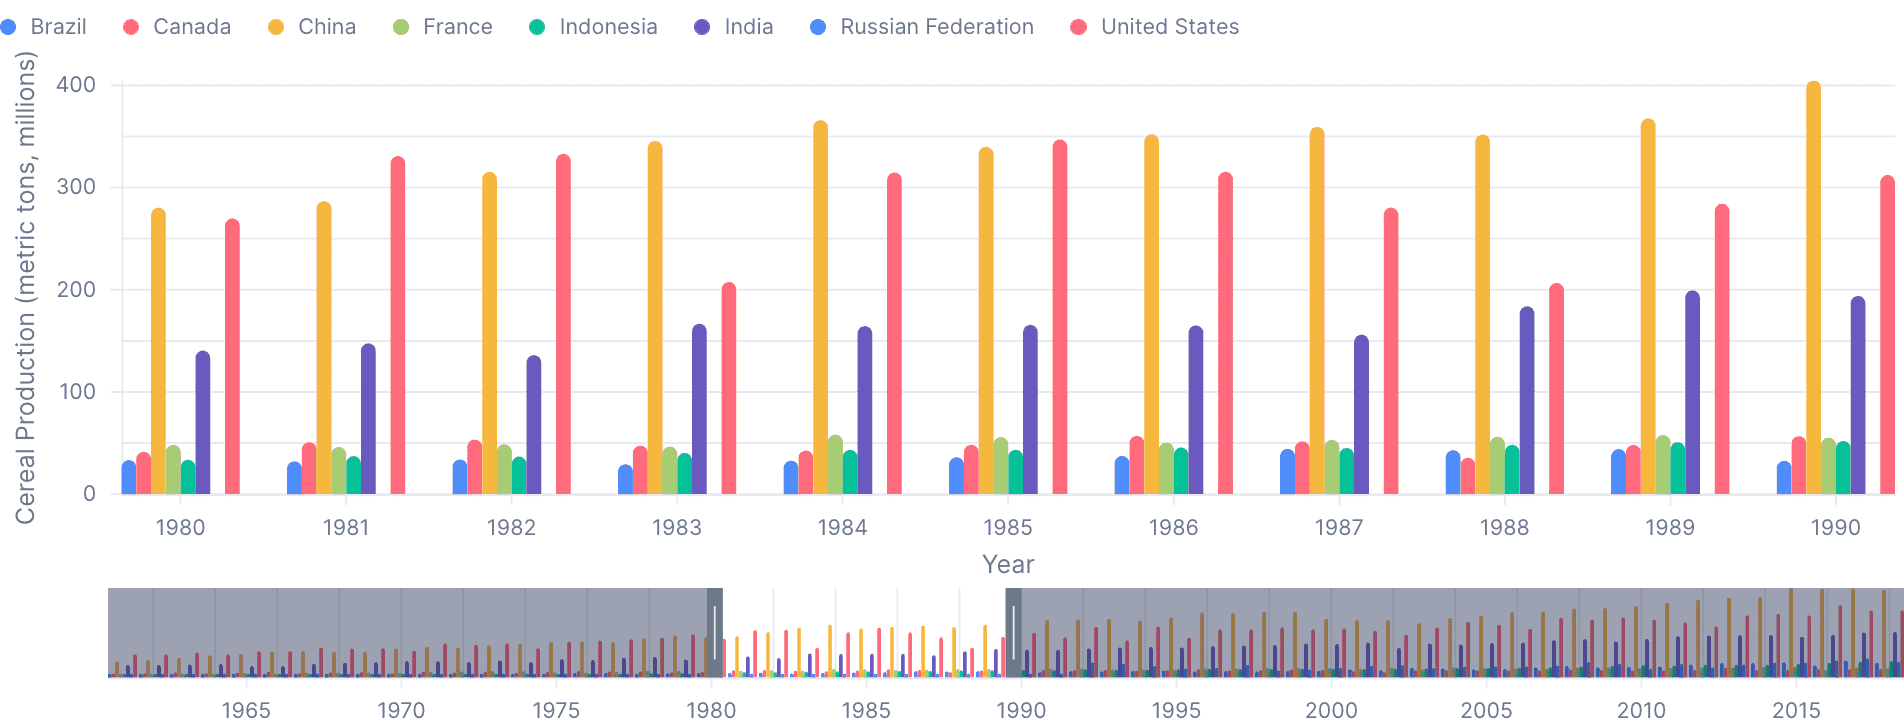 Brazil Canada China France Indonesia India Russian Federation United States
Cereal Production (metric tons, millions)
400
300
200
100
0
1980 1981 1982 1983 1984 1985 1986 1987 1988 1989 1990
Year
1965 1970 1975 1980 1985 1990 1995 2000 2005 2010 2015